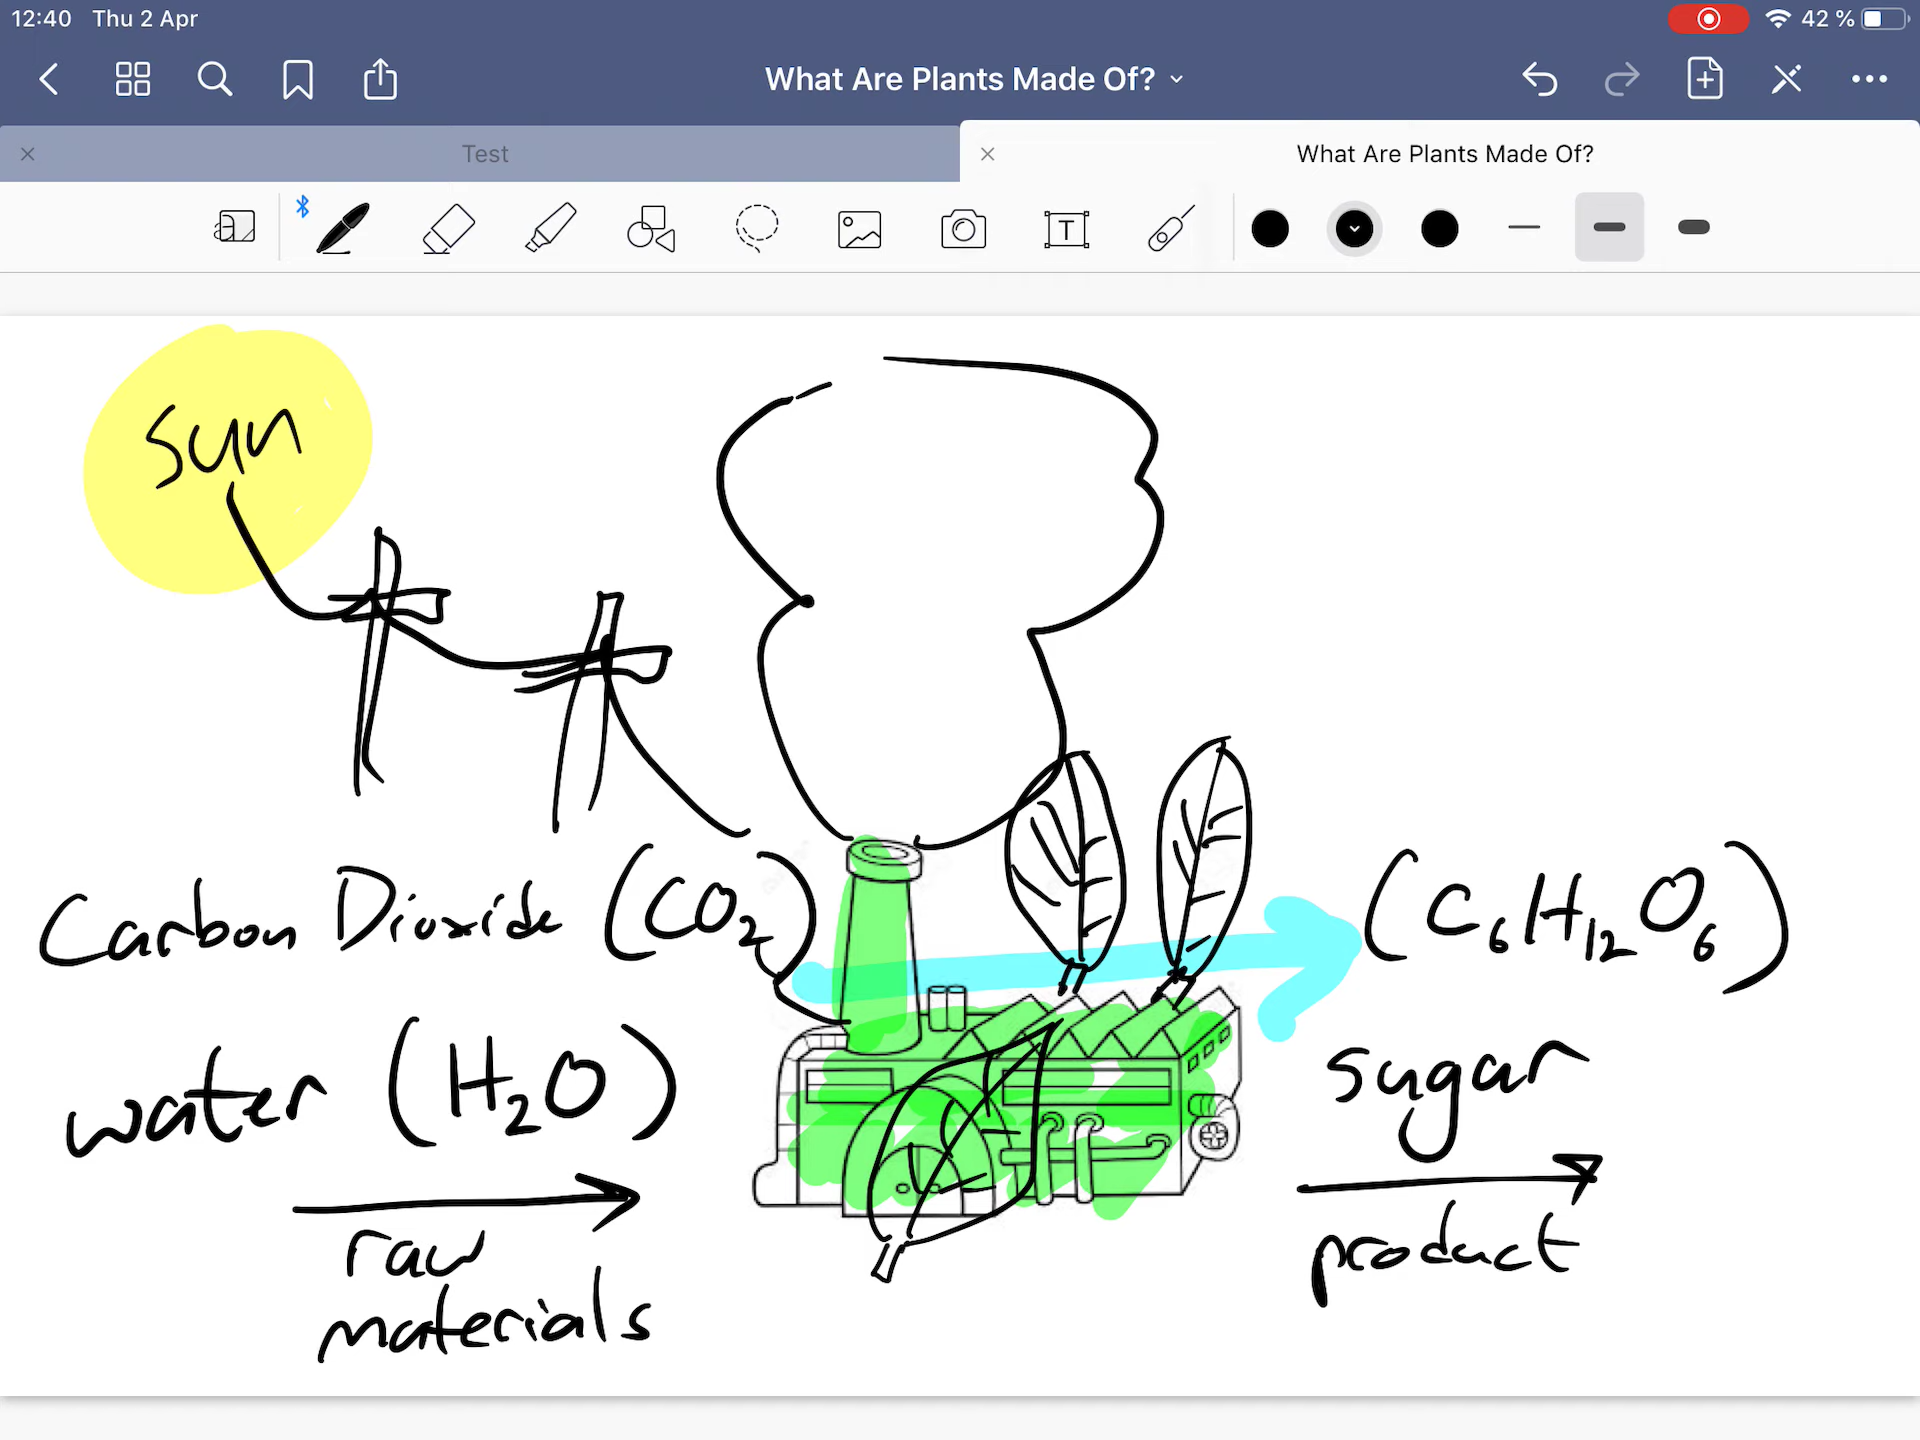 12:40 Thu 2 Apr
42 %
What Are Plants Made Of?
Test
What Are Plants Made Of?
a
T
sun
Carbon Dioxide (CO₂)
(C₆H₁₂O₆)
water (H₂O)
sugar
raw
materials
product